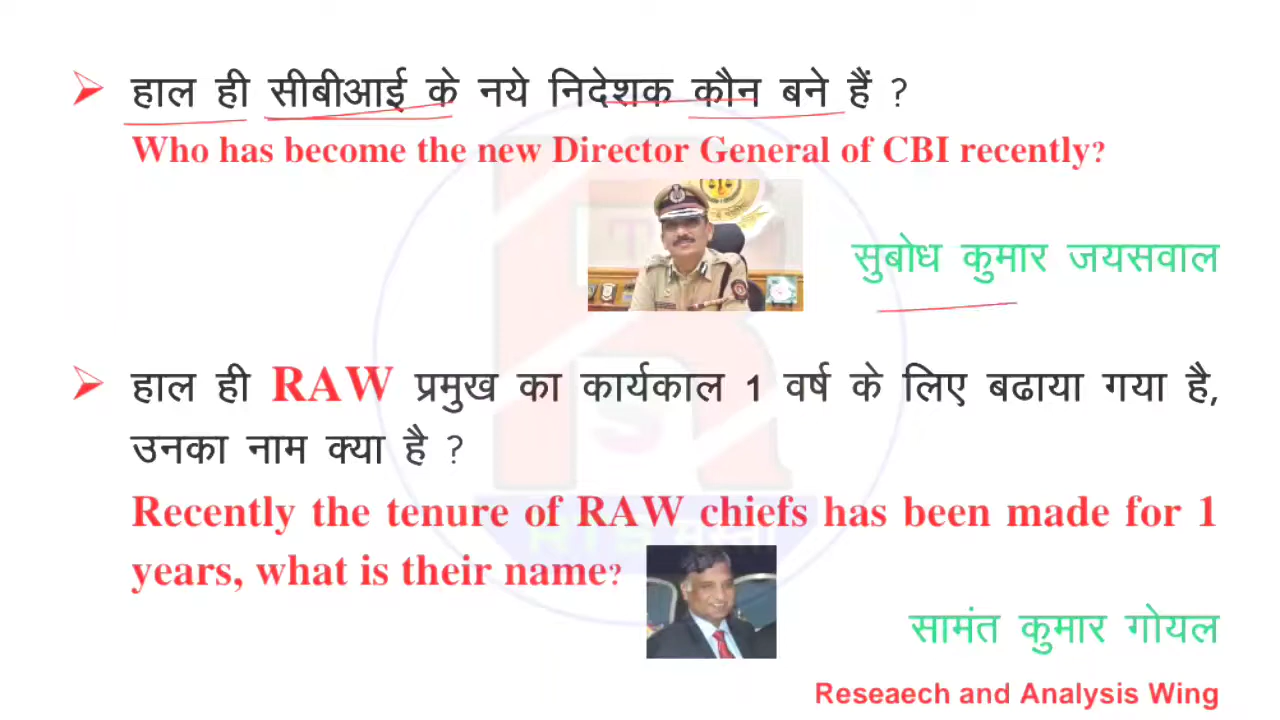 हाल ही सीबीआई के नये निदेशक कौन बने हैं ?
Who has become the new Director General of CBI recently?
सुबोध कुमार जयसवाल
हाल ही RAW प्रमुख का कार्यकाल 1 वर्ष के लिए बढाया गया है,
उनका नाम क्या है ?
Recently the tenure of RAW chiefs has been made for 1
years, what is their name?
सामंत कुमार गोयल
Reseaech and Analysis Wing